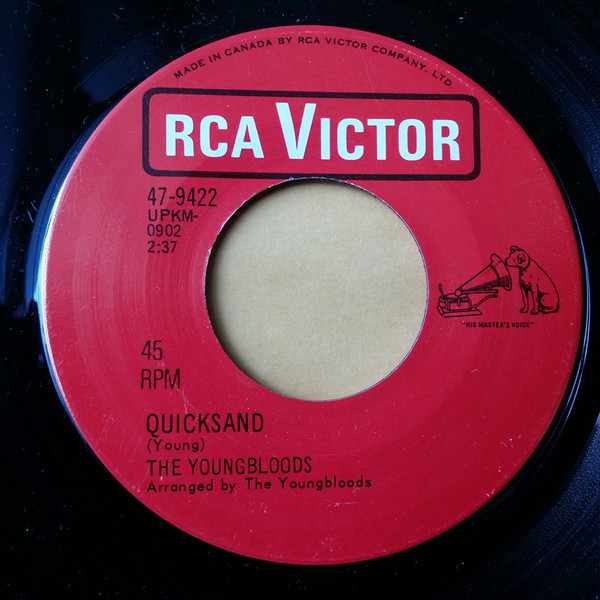 MADE IN CANADA BY RCA VICTOR COMPANY, LTD.
RCA VICTOR
47-9422
UPKM-
0902
2:37
"HIS MASTER'S VOICE"
45
RPM
QUICKSAND
(Young)
THE YOUNGBLOODS
Arranged by The Youngbloods